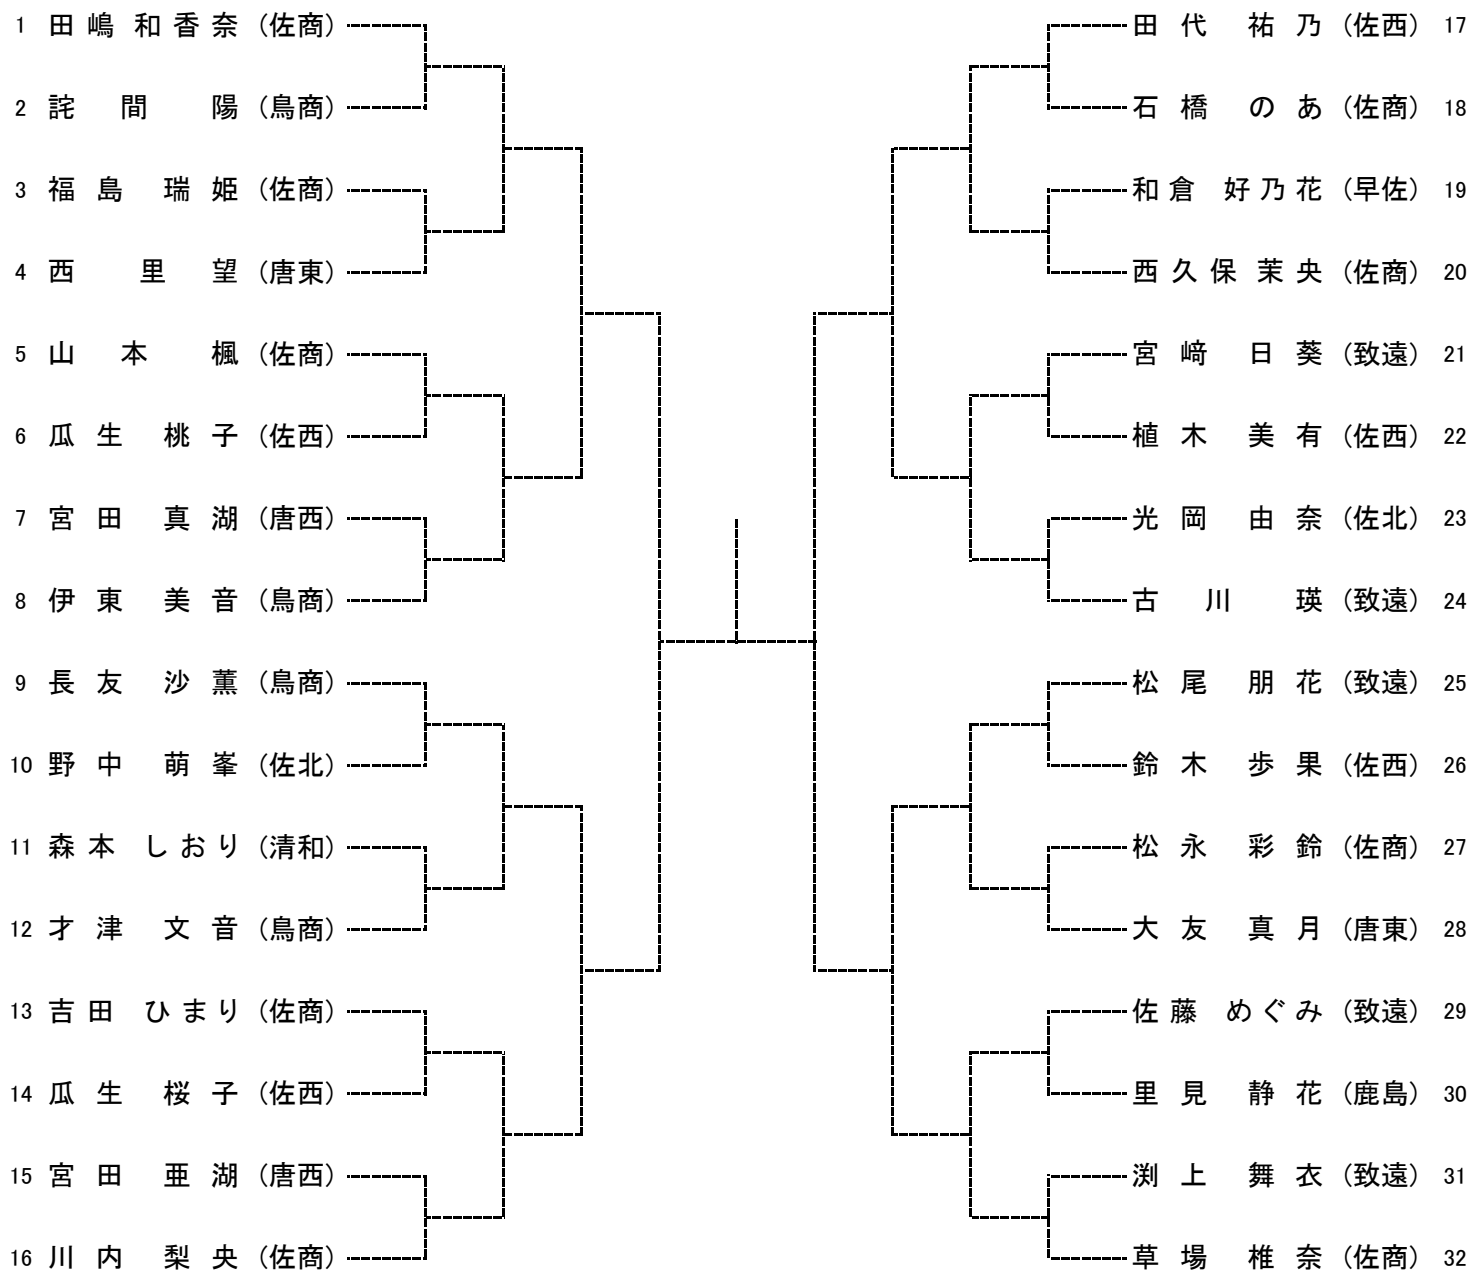 1 田嶋 和香奈 (佐商)
2 詫間 陽 (鳥商)
3 福島 瑞姫 (佐商)
4 西 里望 (唐東)
5 山本 楓 (佐商)
6 瓜生 桃子 (佐西)
7 宮田 真湖 (唐西)
8 伊東 美音 (鳥商)
9 長友 沙薫 (鳥商)
10 野中 萌峯 (佐北)
11 森本 しおり (清和)
12 才津 文音 (鳥商)
13 吉田 ひまり (佐商)
14 瓜生 桜子 (佐西)
15 宮田 亜湖 (唐西)
16 川内 梨央 (佐商)
田代 祐乃 (佐西) 17
石橋 のあ (佐商) 18
和倉 好乃花 (早佐) 19
西久保 茉央 (佐商) 20
宮﨑 日葵 (致遠) 21
植木 美有 (佐西) 22
光岡 由奈 (佐北) 23
古川 瑛 (致遠) 24
松尾 朋花 (致遠) 25
鈴木 歩果 (佐西) 26
松永 彩鈴 (佐商) 27
大友 真月 (唐東) 28
佐藤 めぐみ (致遠) 29
里見 静花 (鹿島) 30
渕上 舞衣 (致遠) 31
草場 椎奈 (佐商) 32